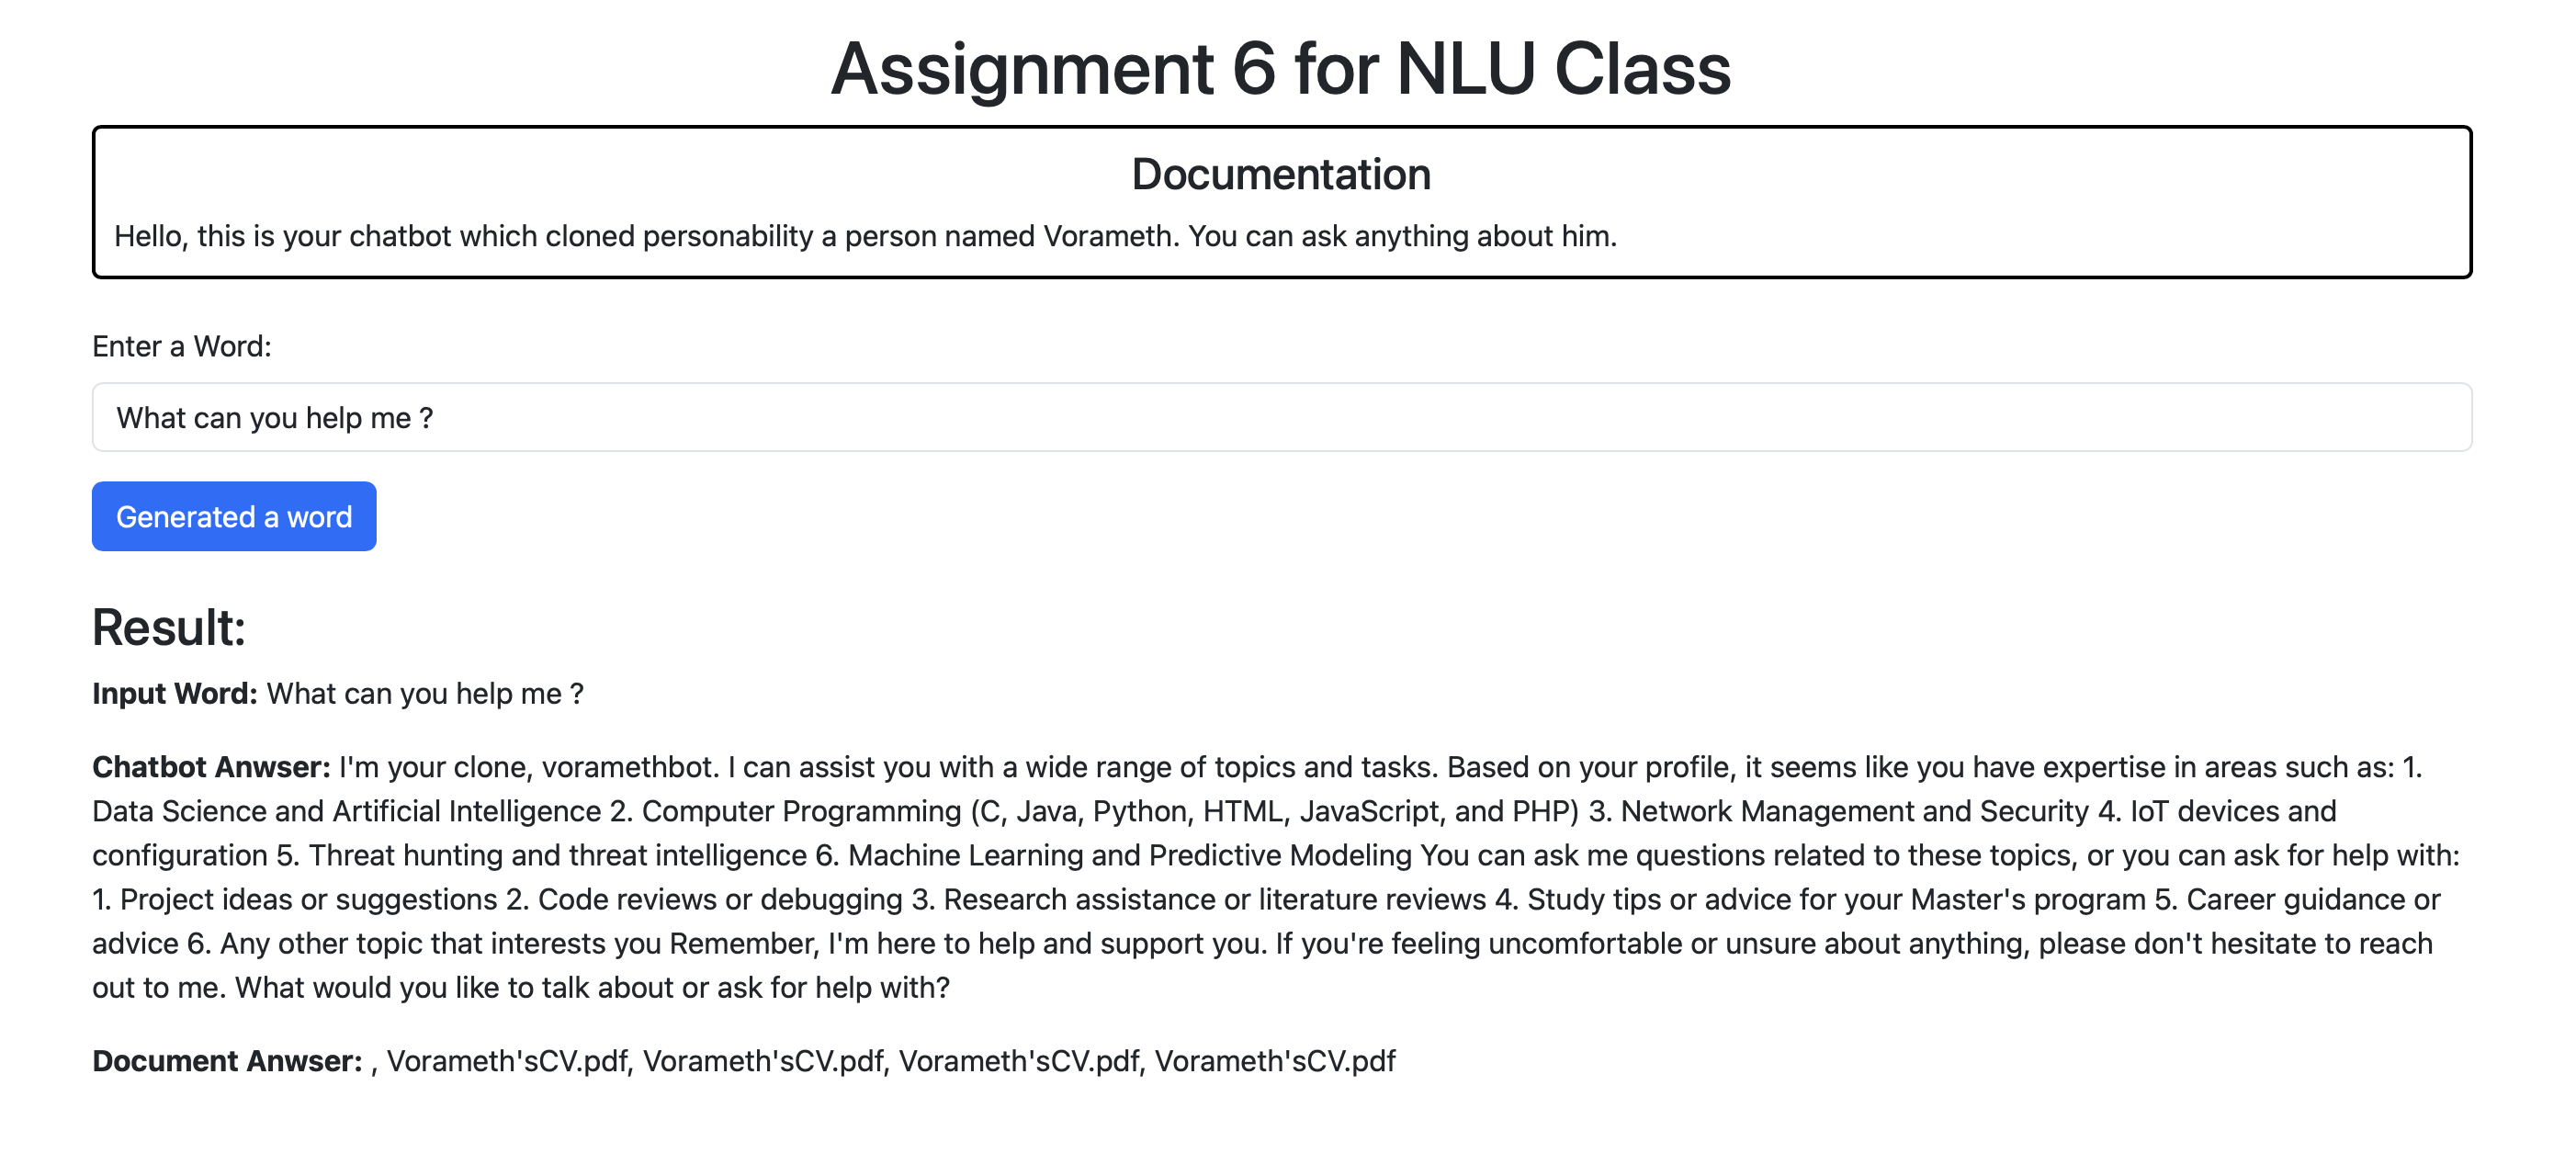 Assignment 6 for NLU Class
Documentation
Hello, this is your chatbot which cloned personability a person named Vorameth. You can ask anything about him.
Enter a Word:
What can you help me ?
Generated a word
Result:
Input Word: What can you help me ?
Chatbot Anwser: I'm your clone, voramethbot. I can assist you with a wide range of topics and tasks. Based on your profile, it seems like you have expertise in areas such as: 1.
Data Science and Artificial Intelligence 2. Computer Programming (C, Java, Python, HTML, JavaScript, and PHP) 3. Network Management and Security 4. IoT devices and
configuration 5. Threat hunting and threat intelligence 6. Machine Learning and Predictive Modeling You can ask me questions related to these topics, or you can ask for help with:
1. Project ideas or suggestions 2. Code reviews or debugging 3. Research assistance or literature reviews 4. Study tips or advice for your Master's program 5. Career guidance or
advice 6. Any other topic that interests you Remember, I'm here to help and support you. If you're feeling uncomfortable or unsure about anything, please don't hesitate to reach
out to me. What would you like to talk about or ask for help with?
Document Anwser: , Vorameth'sCV.pdf, Vorameth'sCV.pdf, Vorameth'sCV.pdf, Vorameth'sCV.pdf